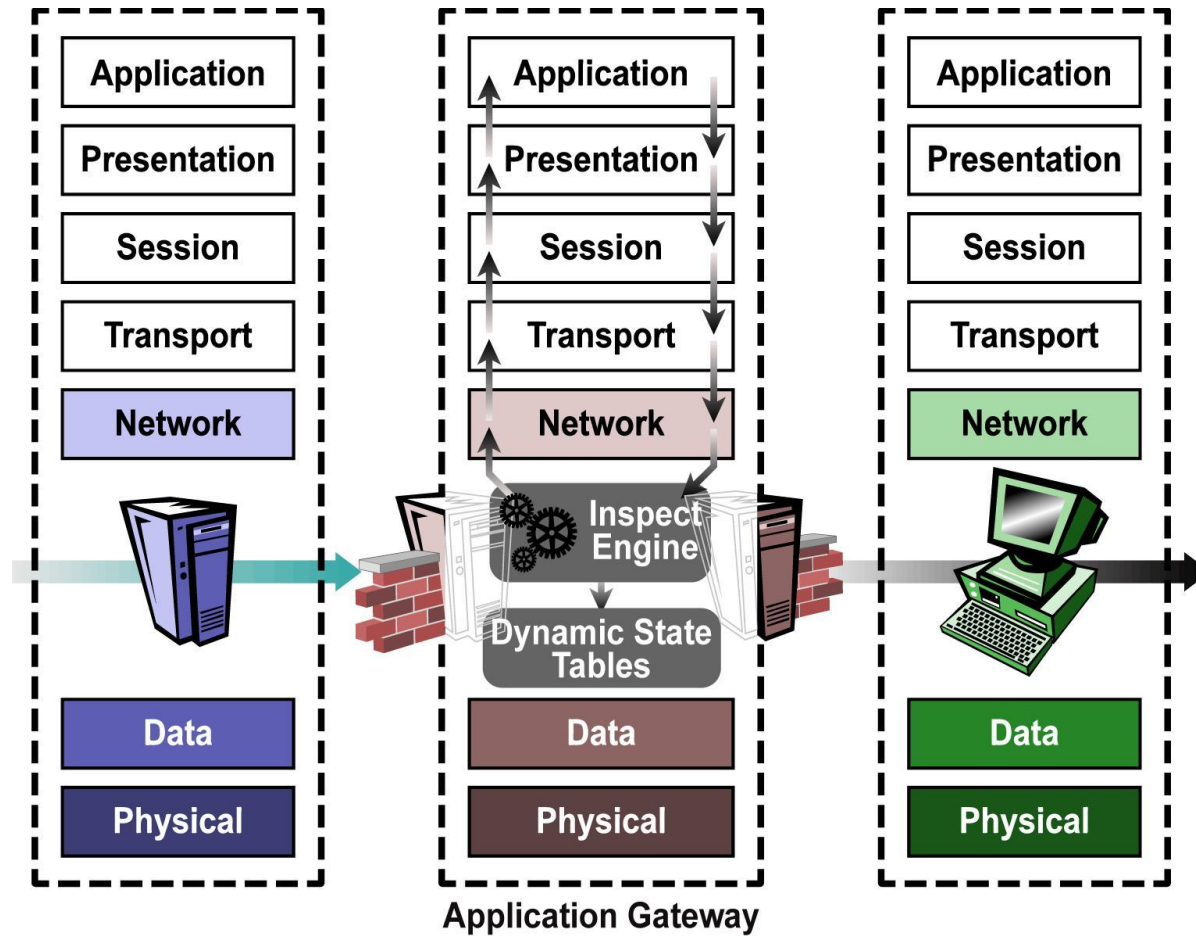 Application
Presentation
Session
Transport
Network
Data
Physical
Application
Presentation
Session
Transport
Network
Inspect
Engine
Dynamic State
Tables
Data
Physical
Application Gateway
Application
Presentation
Session
Transport
Network
Data
Physical